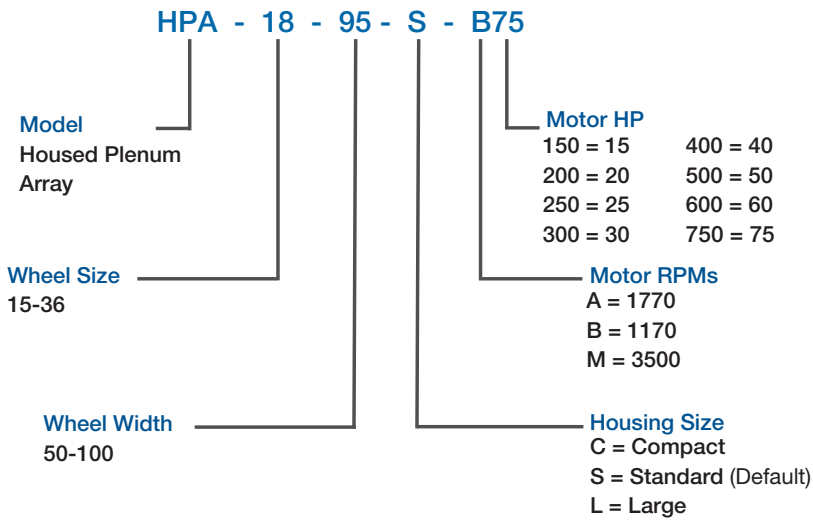 HPA - 18 - 95 - S - B75
Model
Housed Plenum
Array
Wheel Size
15-36
Wheel Width
50-100
Motor HP
150 = 15 400 = 40
200 = 20 500 = 50
250 = 25 600 = 60
300 = 30 750 = 75
Motor RPMs
A = 1770
B = 1170
M = 3500
Housing Size
C = Compact
S = Standard (Default)
L = Large